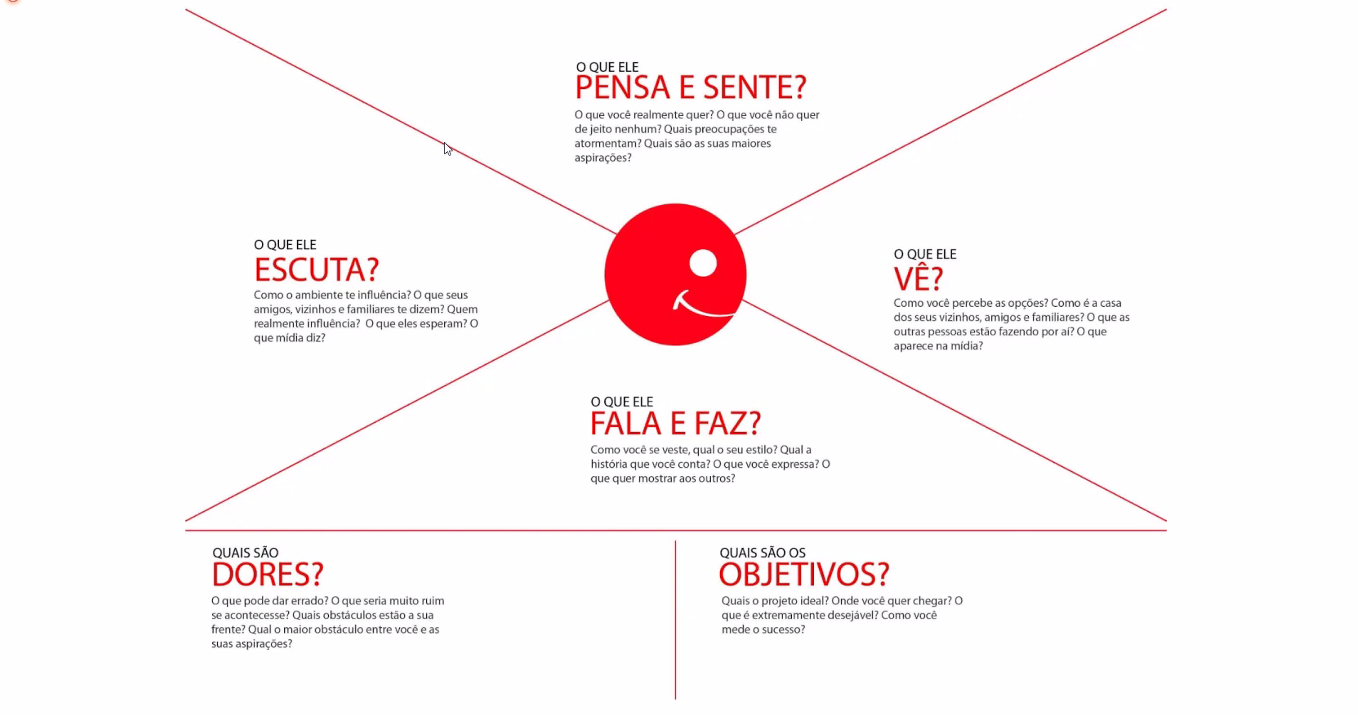 O QUE ELE
PENSA E SENTE?
O que você realmente quer? O que você não quer
de jeito nenhum? Quais preocupações te
atormentam? Quais são as suas maiores
aspirações?
O QUE ELE
ESCUTA?
Como o ambiente te influência? O que seus
amigos, vizinhos e familiares te dizem? Quem
realmente influência? O que eles esperam? O
que mídia diz?
O QUE ELE
VÊ?
Como você percebe as opções? Como é a casa
dos seus vizinhos, amigos e familiares? O que as
outras pessoas estão fazendo por aí? O que
aparece na mídia?
O QUE ELE
FALA E FAZ?
Como você se veste, qual o seu estilo? Qual a
história que você conta? O que você expressa? O
que quer mostrar aos outros?
QUAIS SÃO
DORES?
O que pode dar errado? O que seria muito ruim
se acontecesse? Quais obstáculos estão a sua
frente? Qual o maior obstáculo entre você e as
suas aspirações?
QUAIS SÃO OS
OBJETIVOS?
Quais o projeto ideal? Onde você quer chegar? O
que é extremamente desejável? Como você
mede o sucesso?